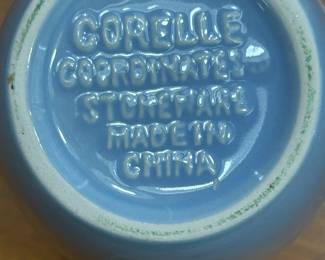 CORELLE
COORDINATES
STONEWARE
MADE IN
CHINA